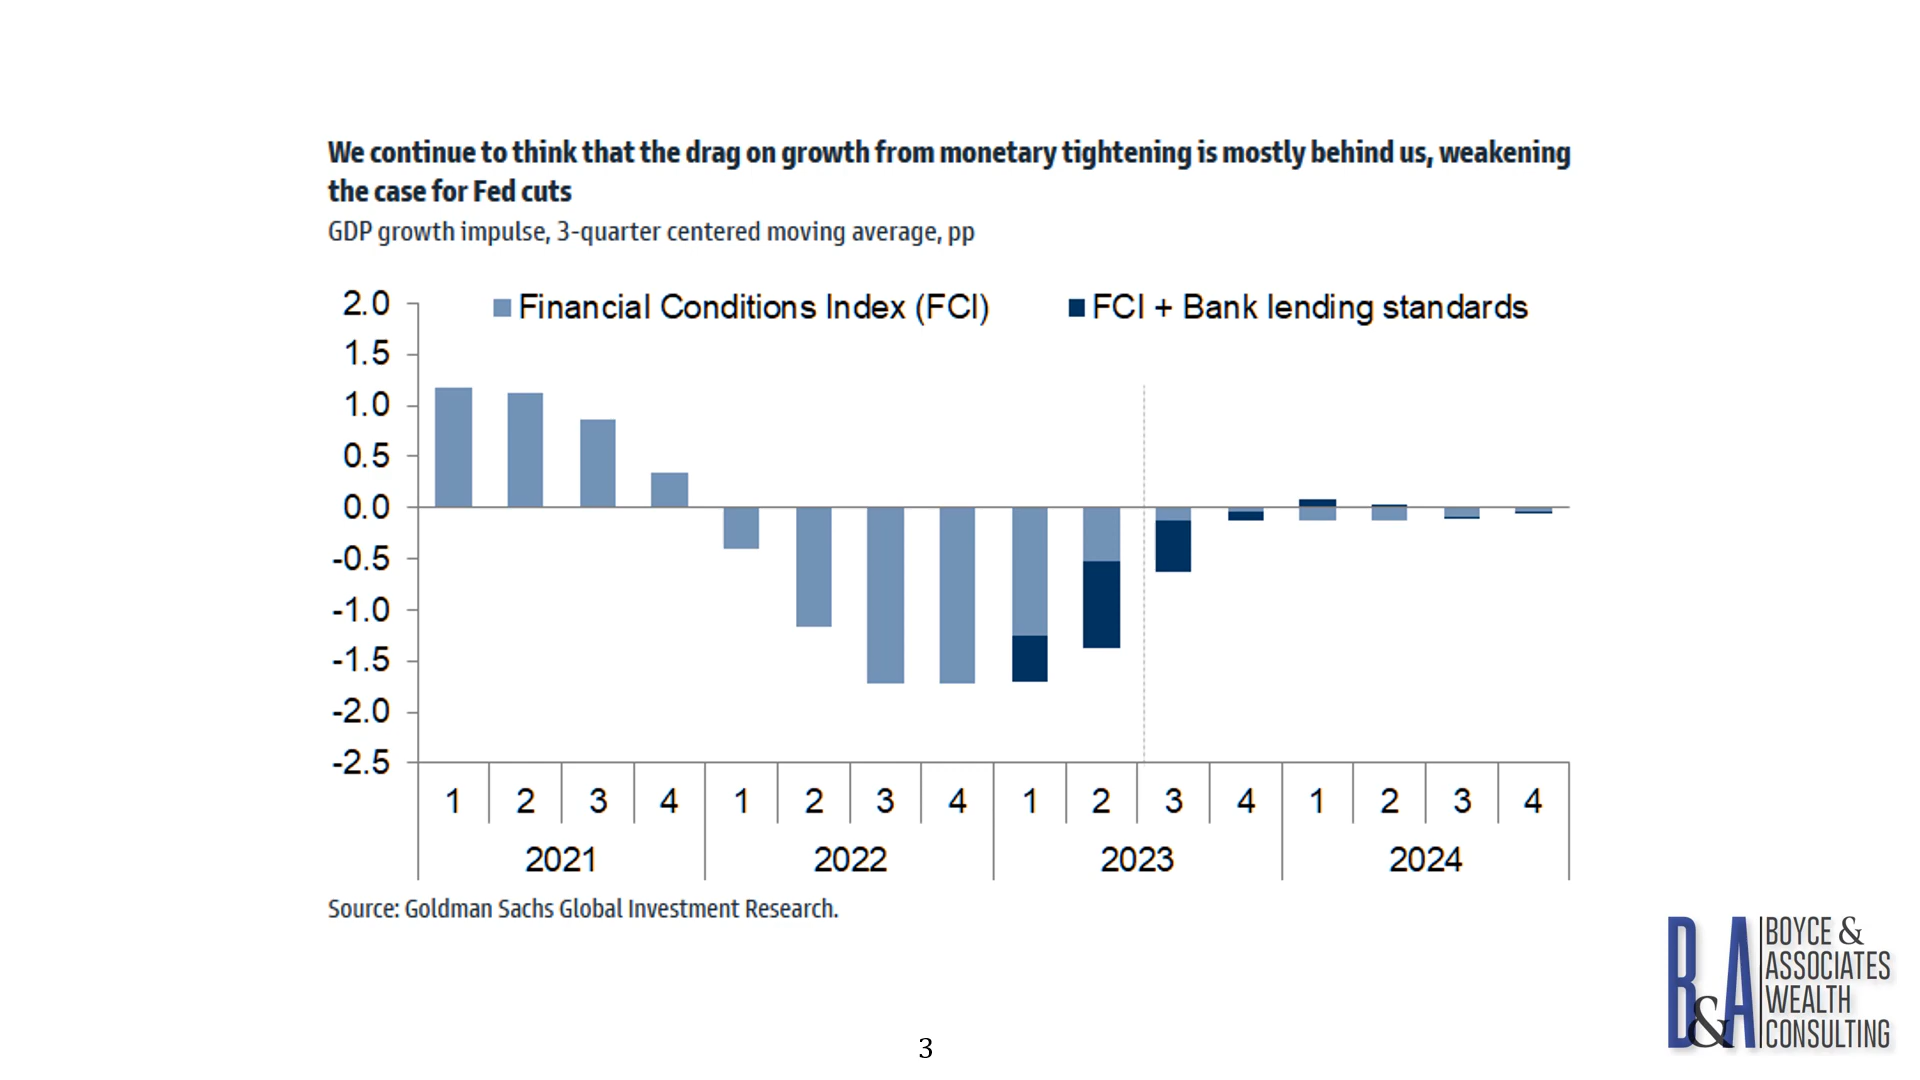 We continue to think that the drag on growth from monetary tightening is mostly behind us, weakening
the case for Fed cuts
GDP growth impulse, 3-quarter centered moving average, pp
Financial Conditions Index (FCI)
FCI + Bank lending standards
2.0
1.5
1.0
0.5
0.0
-0.5
-1.0
-1.5
-2.0
-2.5
1 2 3 4 1 2 3 4 1 2 3 4 1 2 3 4
2021 2022 2023 2024
Source: Goldman Sachs Global Investment Research.
B&A
BOYCE &
ASSOCIATES
WEALTH
CONSULTING
3